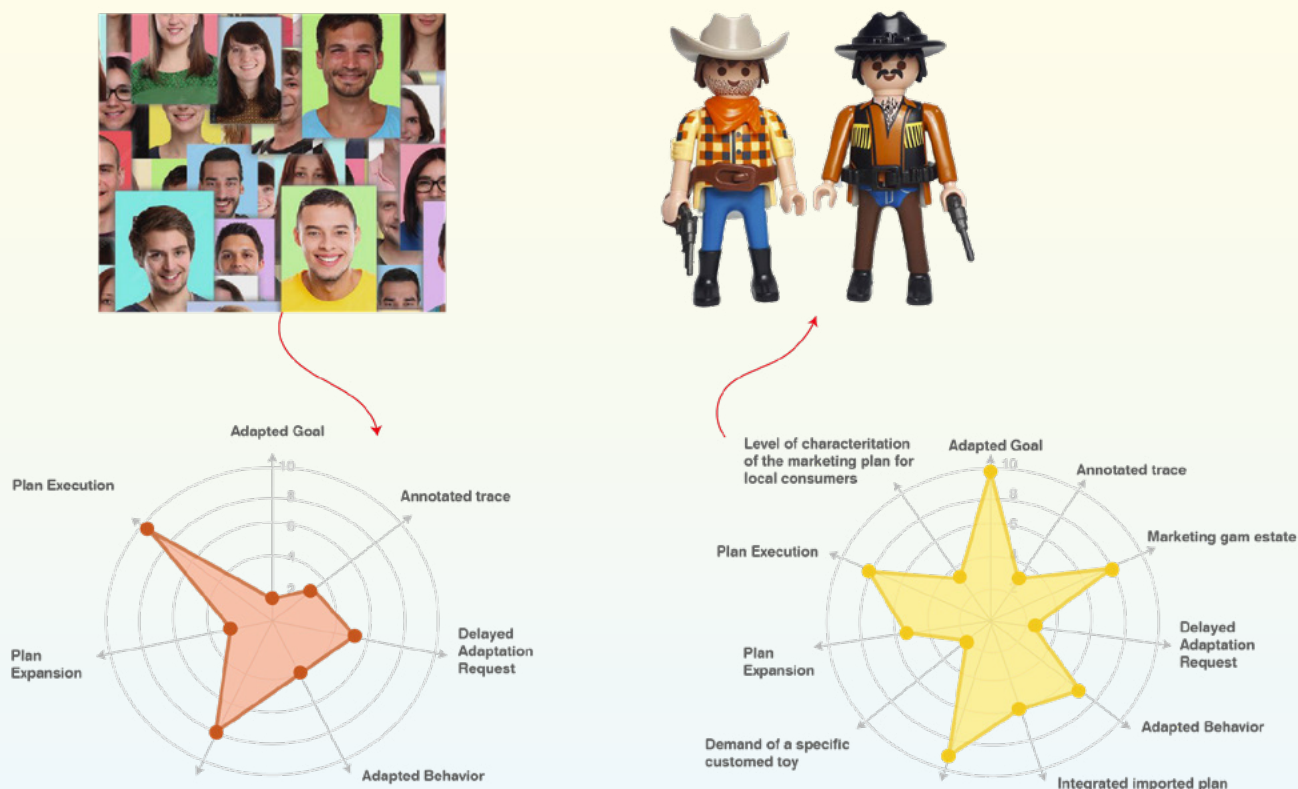 Adapted Goal
Plan Execution
Annotated trace
10
8
6
4
2
Plan
Expansion
Delayed
Adaptation
Request
Adapted Behavior
Level of characteritation
of the marketing plan for
local consumers
Adapted Goal
Annotated trace
10
8
6
4
Marketing gam estate
Plan Execution
Plan
Expansion
Delayed
Adaptation
Request
Adapted Behavior
Demand of a specific
customed toy
Integrated imported plan